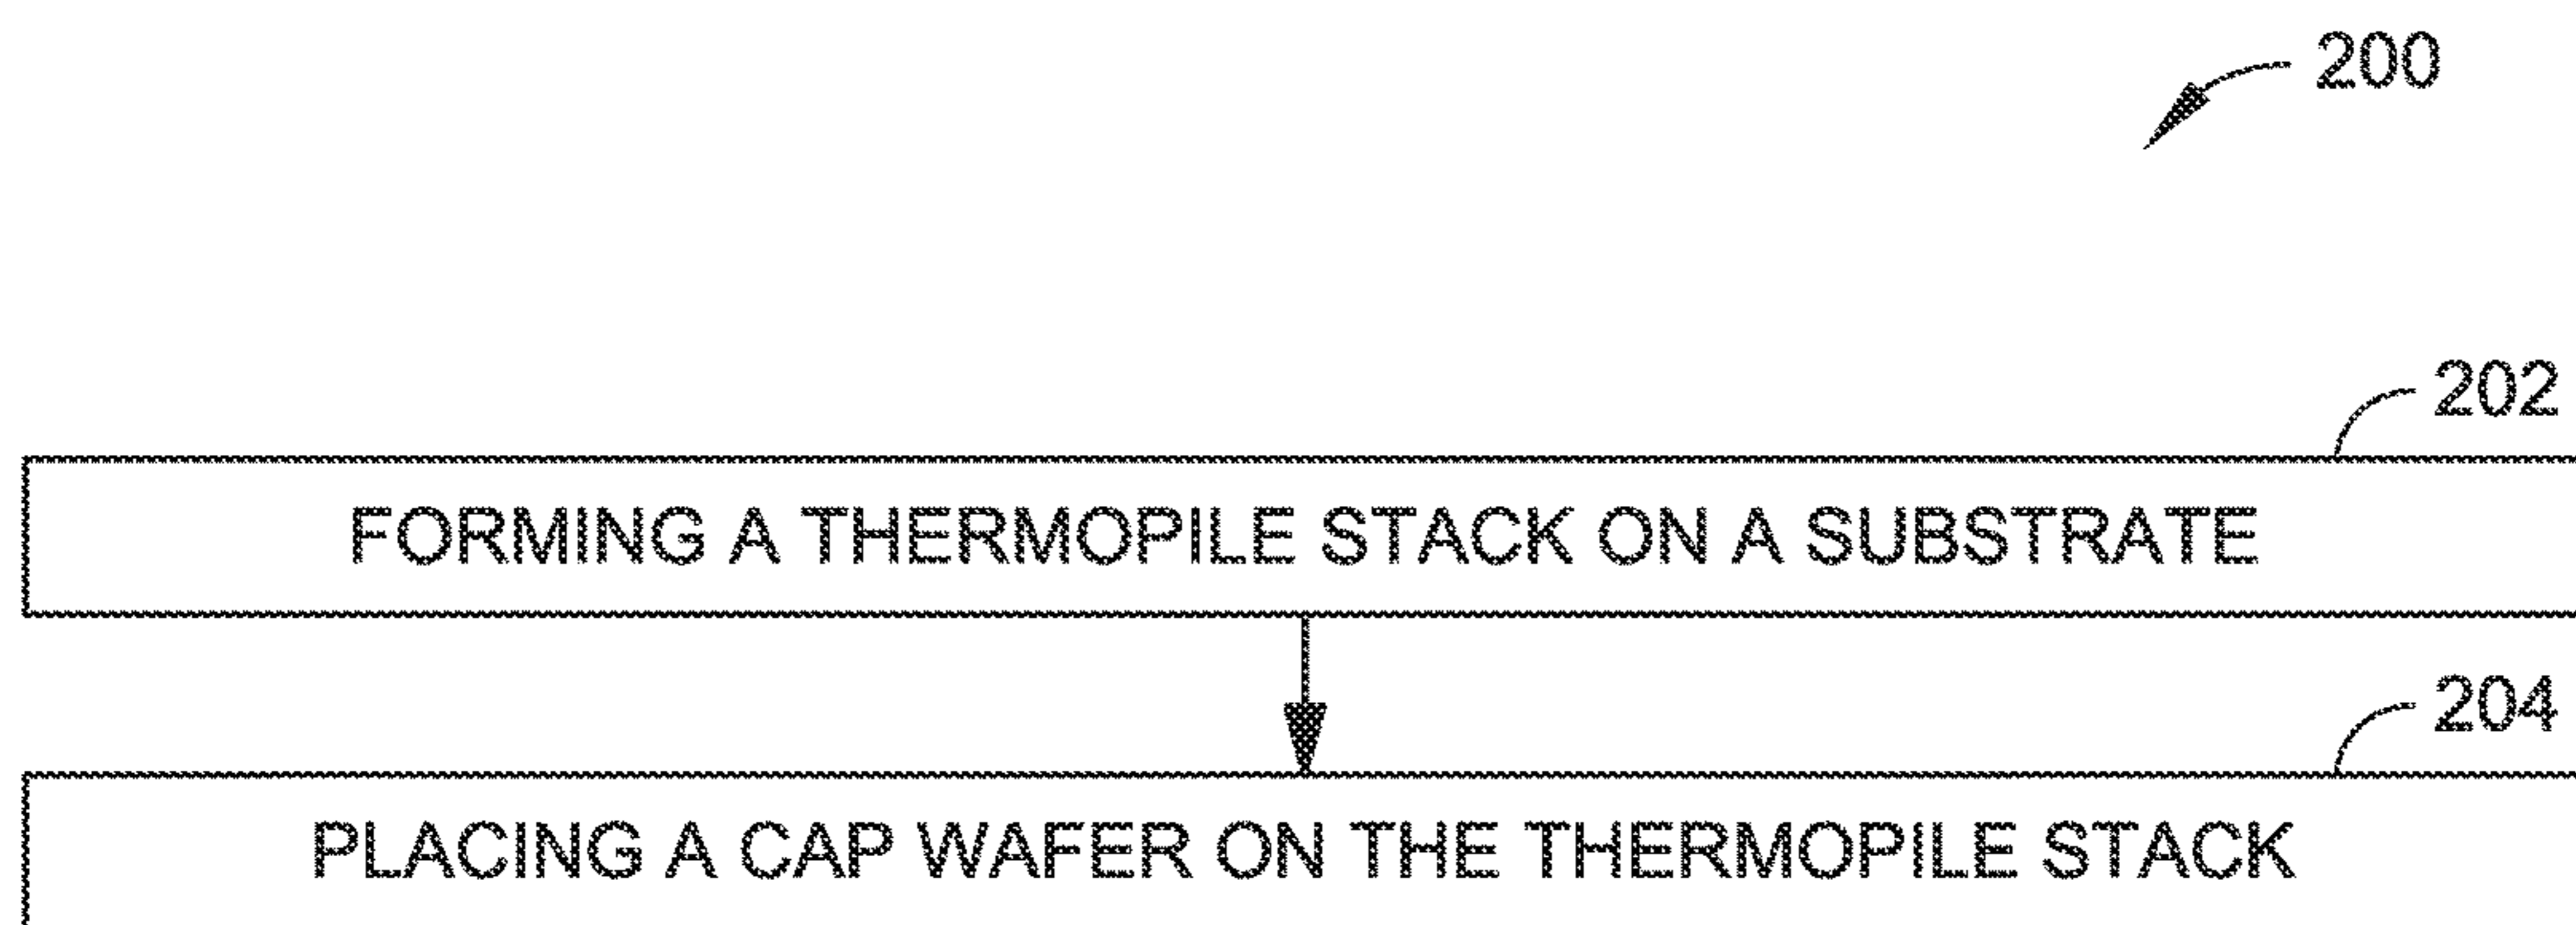 200
202
FORMING A THERMOPILE STACK ON A SUBSTRATE
204
PLACING A CAP WAFER ON THE THERMOPILE STACK